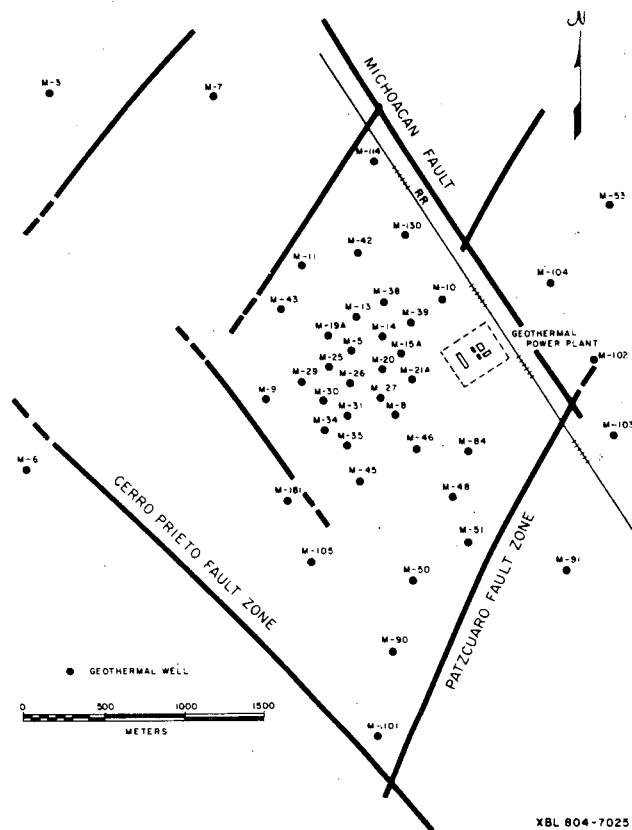 N
M-3
M-7
MICHOACAN FAULT
M-114
RR
M-53
M-130
M-42
M-11
M-104
M-38
M-10
M-43
M-13
M-39
M-19A
M-14
GEOTHERMAL
POWER PLANT
M-5
M-15A
M-102
M-25
M-20
M-29
M-26
M-21A
M-9
M-30
M-27
M-31
M-8
M-103
M-34
M-35
M-46
M-84
M-6
M-45
M-181
M-48
CERRO PRIETO FAULT ZONE
M-51
M-105
M-50
M-91
PATZCUARO FAULT ZONE
M-90
GEOTHERMAL WELL
0 500 1000 1500
METERS
M-101
XBL 804-7025